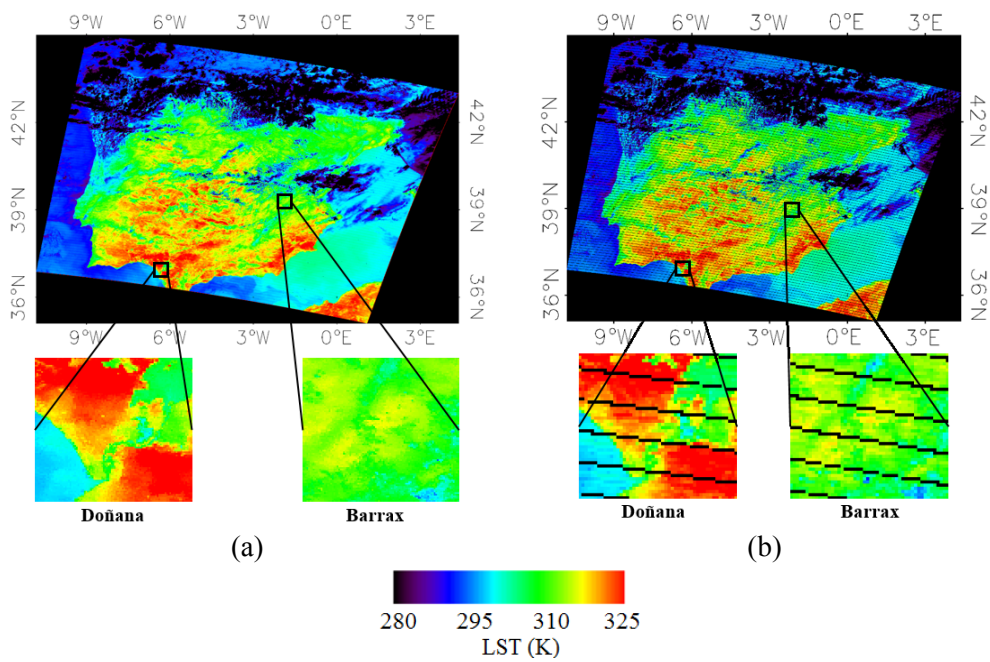 9°W 6°W 3°W 0°E 3°E
9°W 6°W 3°W 0°E 3°E
42°N 42°N 42°N 42°N
39°N 39°N 39°N 39°N
36°N 36°N 36°N 36°N
9°W 6°W 3°W 0°E 3°E
9°W 6°W 3°W 0°E 3°E
Doñana Barrax
Doñana Barrax
(a) (b)
280 295 310 325
LST (K)